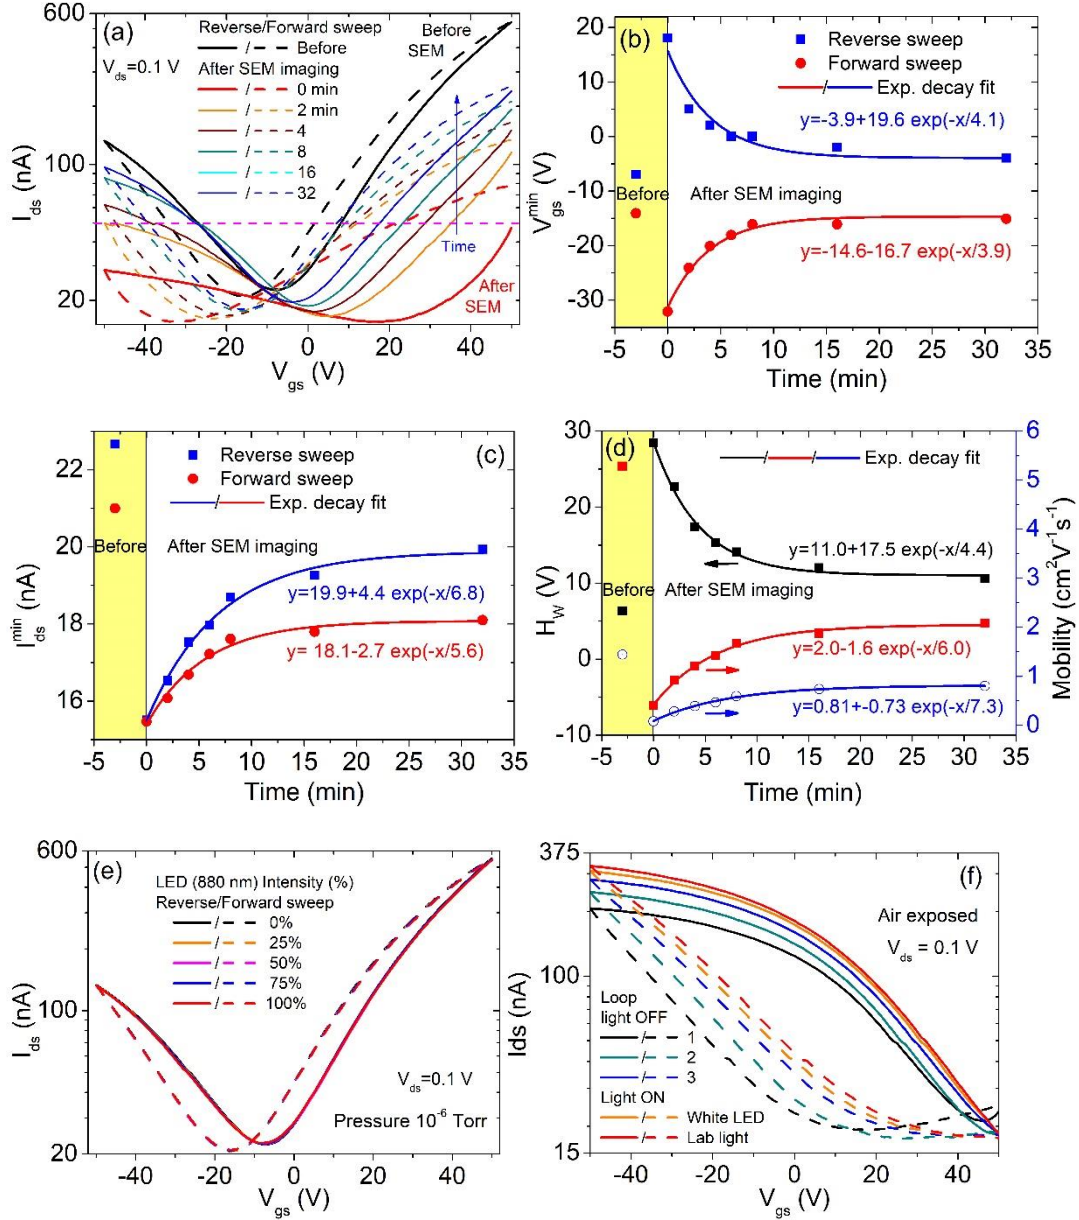 (a)
Reverse/Forward sweep
Before
After SEM imaging
0 min
2 min
4
8
16
32
V_ds=0.1 V
Before
SEM
Time
After
SEM
600
100
20
I_ds (nA)
-40 -20 0 20 40
V_gs (V)
(b)
Reverse sweep
Forward sweep
Exp. decay fit
y=-3.9+19.6 exp(-x/4.1)
Before
After SEM imaging
y=-14.6-16.7 exp(-x/3.9)
20
10
0
-10
-20
-30
V_gs^min (V)
-5 0 5 10 15 20 25 30 35
Time (min)
(c)
Reverse sweep
Forward sweep
Exp. decay fit
Before
After SEM imaging
y=19.9+4.4 exp(-x/6.8)
y= 18.1-2.7 exp(-x/5.6)
22
20
18
16
I_ds^min (nA)
-5 0 5 10 15 20 25 30 35
Time (min)
(d)
Exp. decay fit
y=11.0+17.5 exp(-x/4.4)
Before
After SEM imaging
y=2.0-1.6 exp(-x/6.0)
y=0.81+-0.73 exp(-x/7.3)
30
20
10
0
-10
H_W (V)
6
5
4
3
2
1
0
Mobility (cm²V⁻¹s⁻¹)
-5 0 5 10 15 20 25 30 35
Time (min)
(e)
LED (880 nm) Intensity (%)
Reverse/Forward sweep
0%
25%
50%
75%
100%
V_ds=0.1 V
Pressure 10⁻⁶ Torr
600
100
20
I_ds (nA)
-40 -20 0 20 40
V_gs (V)
(f)
Air exposed
V_ds = 0.1 V
Loop
light OFF
1
2
3
Light ON
White LED
Lab light
375
100
15
Ids (nA)
-40 -20 0 20 40
V_gs (V)